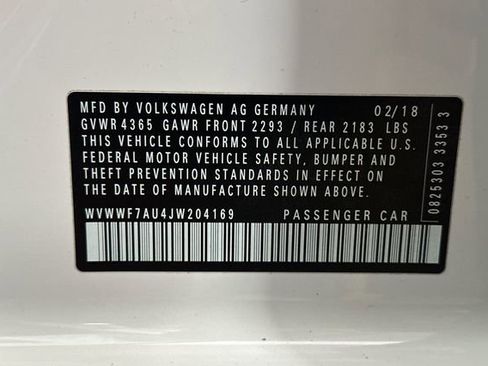 MFD BY VOLKSWAGEN AG GERMANY 02/18
GVWR 4365 GAWR FRONT 2293 / REAR 2183 LBS
THIS VEHICLE CONFORMS TO ALL APPLICABLE U.S.
FEDERAL MOTOR VEHICLE SAFETY, BUMPER AND
THEFT PREVENTION STANDARDS IN EFFECT ON
THE DATE OF MANUFACTURE SHOWN ABOVE.
WVWWF7AU4JW204169 PASSENGER CAR
0825303 3353 3